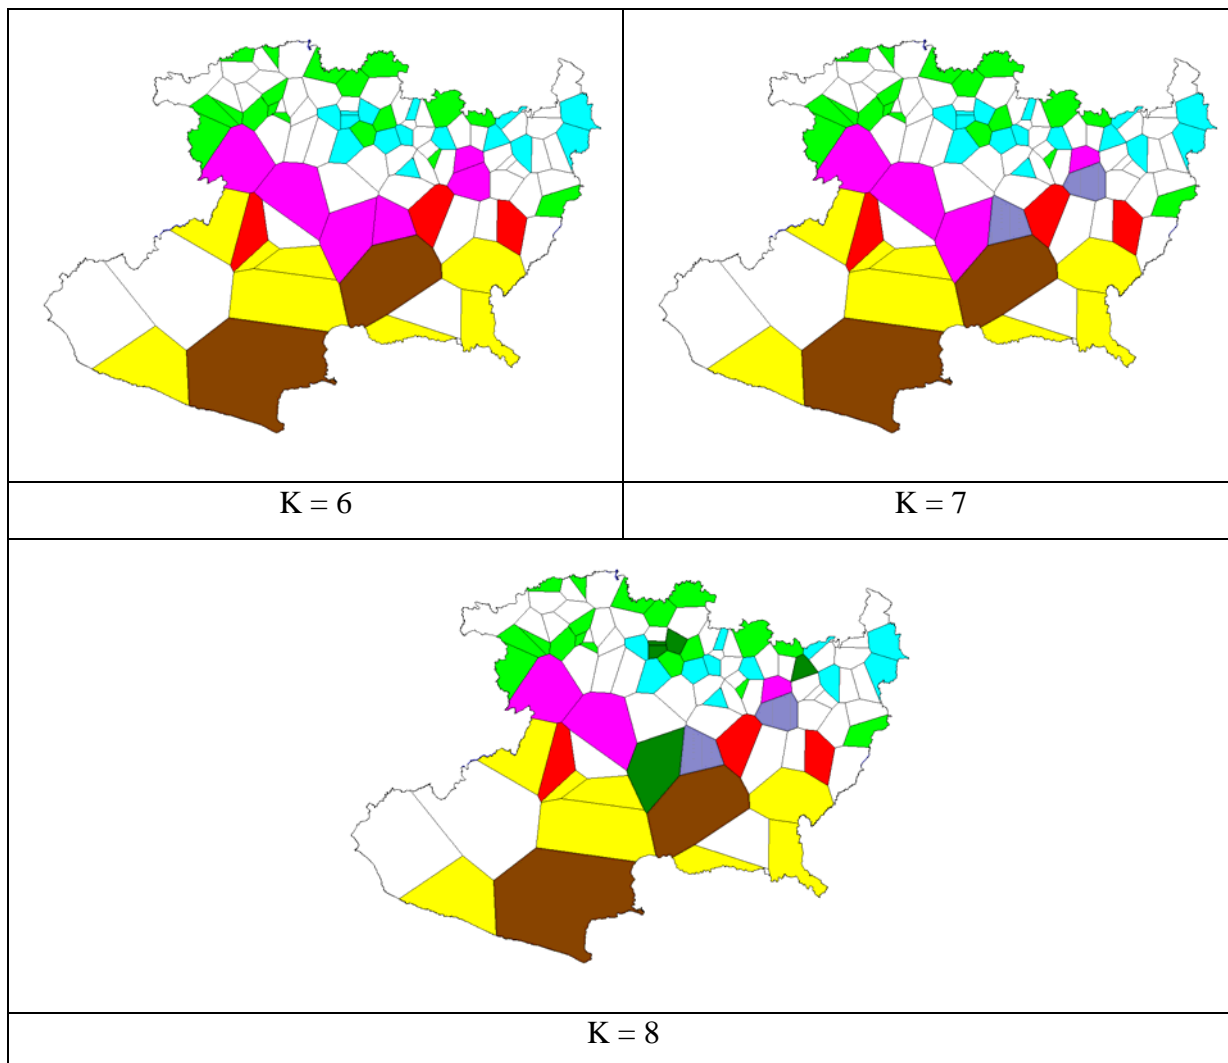 K = 6
K = 7
K = 8